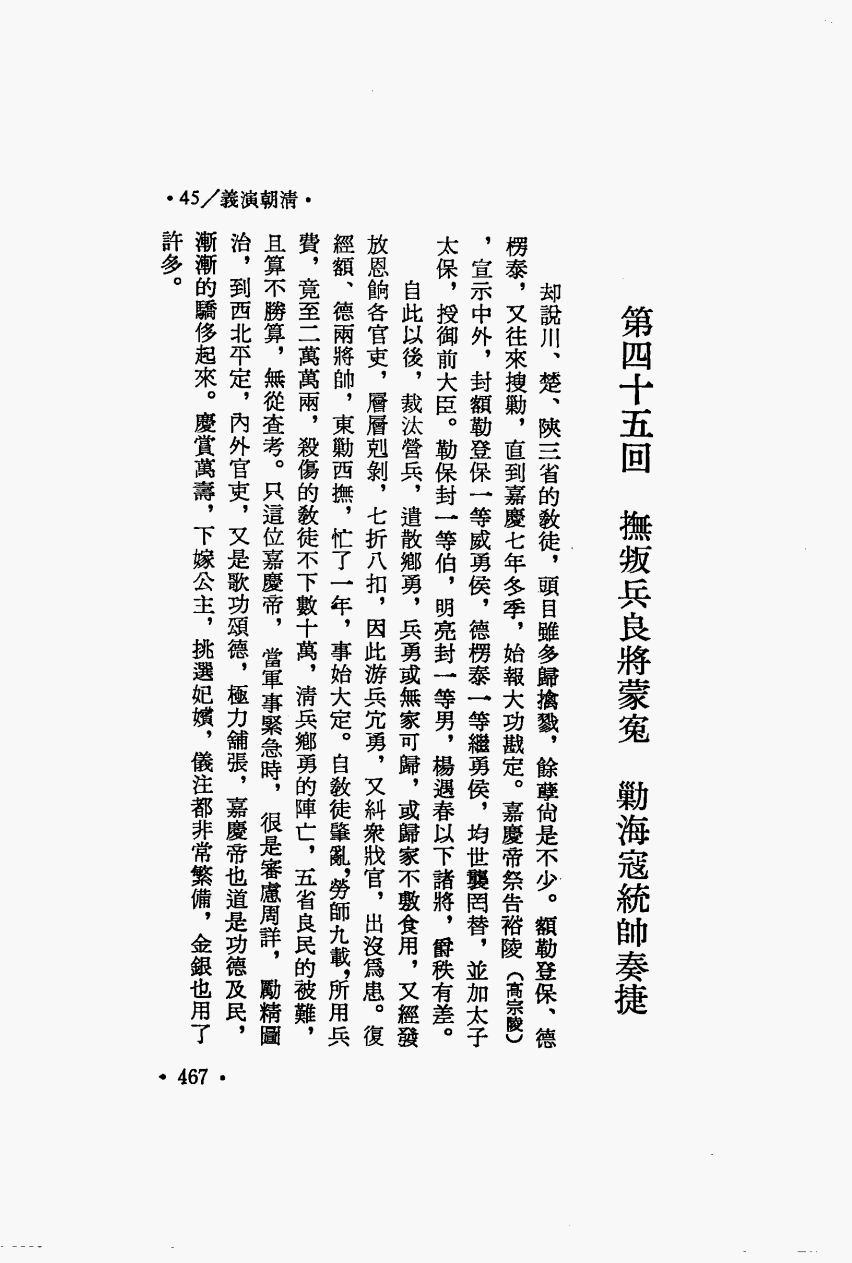 ·45／義演朝清·
第四十五回　撫叛兵良將蒙冤　勦海寇統帥奏捷
却說川、楚、陝三省的教徒，頭目雖多歸擒戮，餘孽尙是不少。額勒登保、德
楞泰，又往來搜勦，直到嘉慶七年冬季，始報大功戡定。嘉慶帝祭告裕陵（高宗陵）
，宣示中外，封額勒登保一等威勇侯，德楞泰一等繼勇侯，均世襲罔替，並加太子
太保，授御前大臣。勒保封一等伯，明亮封一等男，楊遇春以下諸將，爵秩有差。
自此以後，裁汰營兵，遣散鄉勇，兵勇或無家可歸，或歸家不敷食用，又經發
放恩餉各官吏，層層剋剝，七折八扣，因此游兵宂勇，又糾衆戕官，出沒爲患。復
經額、德兩將帥，東勦西撫，忙了一年，事始大定。自教徒肇亂，勞師九載，所用兵
費，竟至二萬萬兩，殺傷的教徒不下數十萬，清兵鄉勇的陣亡，五省良民的被難，
且算不勝算，無從查考。只這位嘉慶帝，當軍事緊急時，很是審慮周詳，勵精圖
治，到西北平定，內外官吏，又是歌功頌德，極力舖張，嘉慶帝也道是功德及民，
漸漸的驕侈起來。慶賞萬壽，下嫁公主，挑選妃嬪，儀注都非常繁備，金銀也用了
許多。
·467·